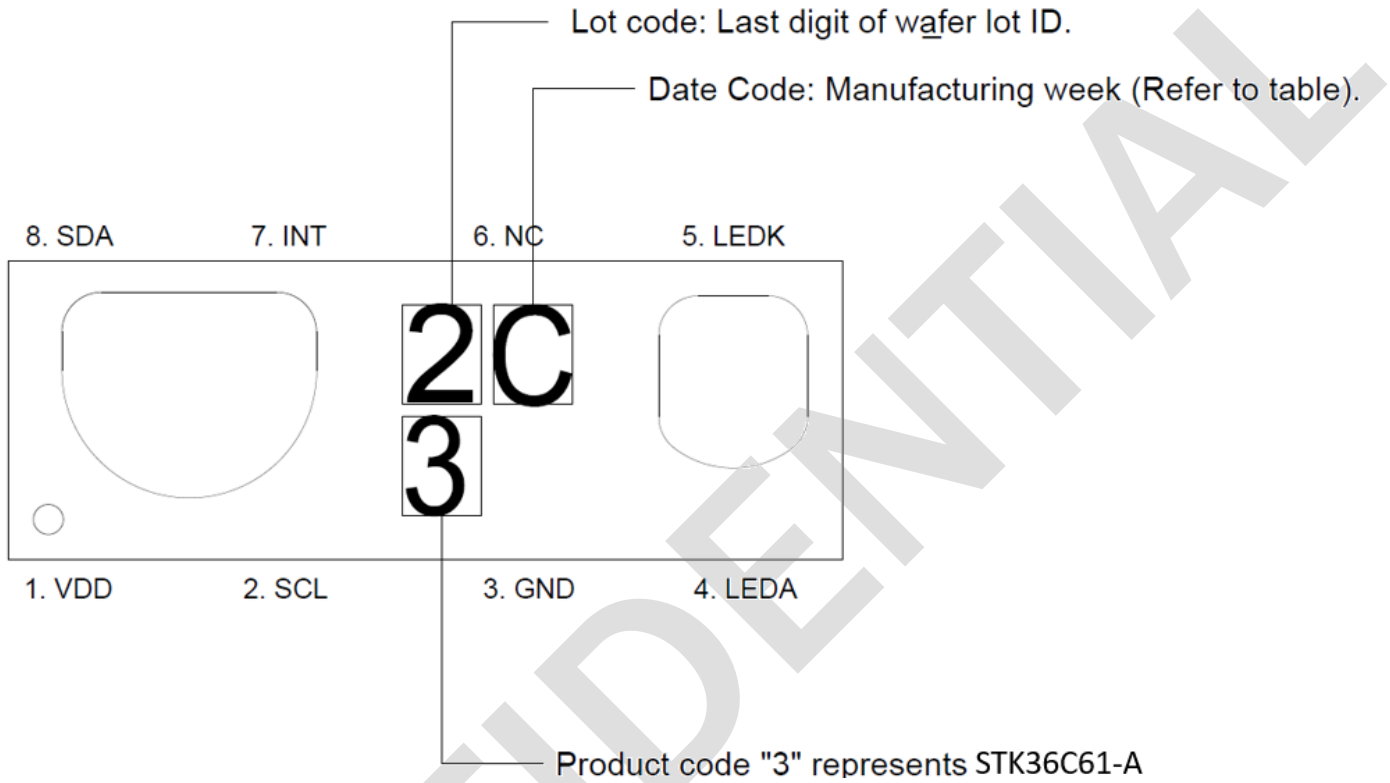 Lot code: Last digit of wafer lot ID.
Date Code: Manufacturing week (Refer to table).
8. SDA 7. INT 6. NC 5. LEDK
2 C
3
1. VDD 2. SCL 3. GND 4. LEDA
Product code "3" represents STK36C61-A
FIDENTIAL